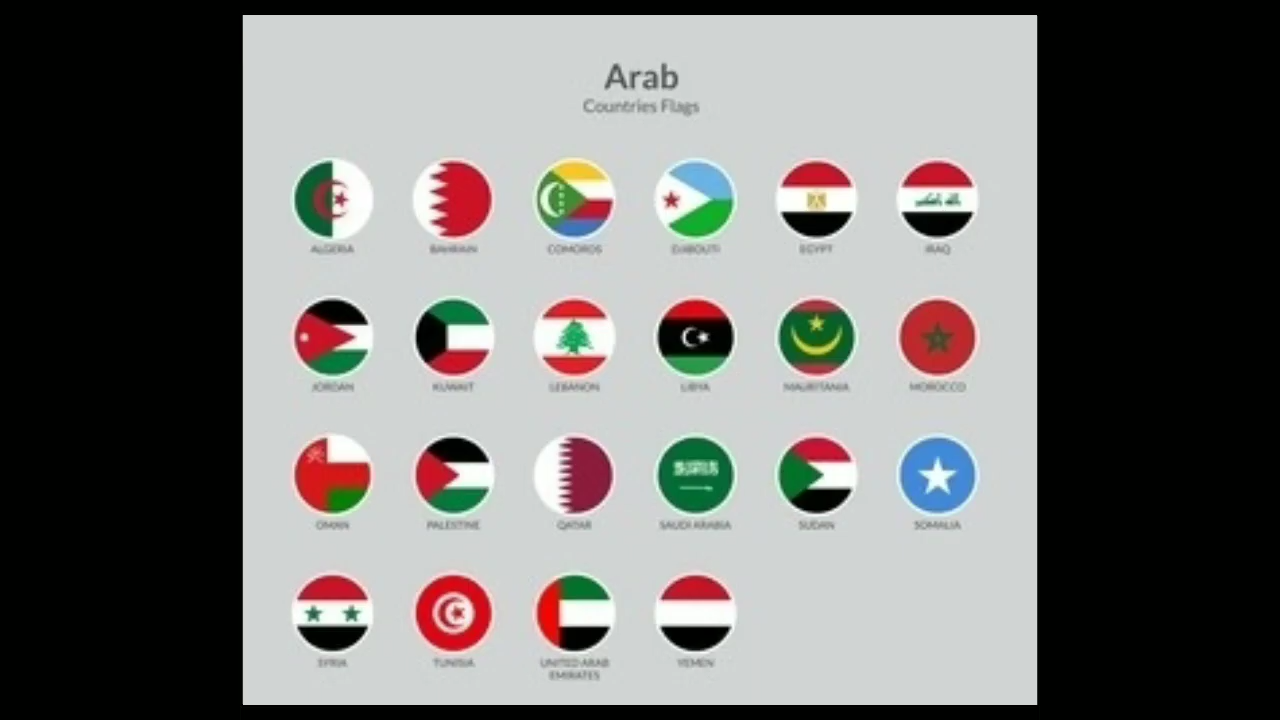 Arab
Countries Flags
ALGERIA
BAHRAIN
COMOROS
DJIBOUTI
EGYPT
IRAQ
JORDAN
KUWAIT
LEBANON
LIBYA
MAURITANIA
MOROCCO
OMAN
PALESTINE
QATAR
SAUDI ARABIA
SUDAN
SOMALIA
SYRIA
TUNISIA
UNITED ARAB
EMIRATES
YEMEN